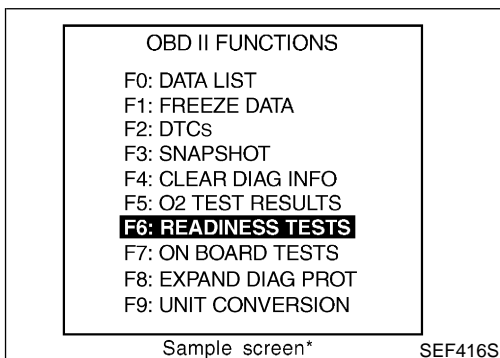 OBD II FUNCTIONS
F0: DATA LIST
F1: FREEZE DATA
F2: DTCs
F3: SNAPSHOT
F4: CLEAR DIAG INFO
F5: O2 TEST RESULTS
F6: READINESS TESTS
F7: ON BOARD TESTS
F8: EXPAND DIAG PROT
F9: UNIT CONVERSION
Sample screen*
SEF416S